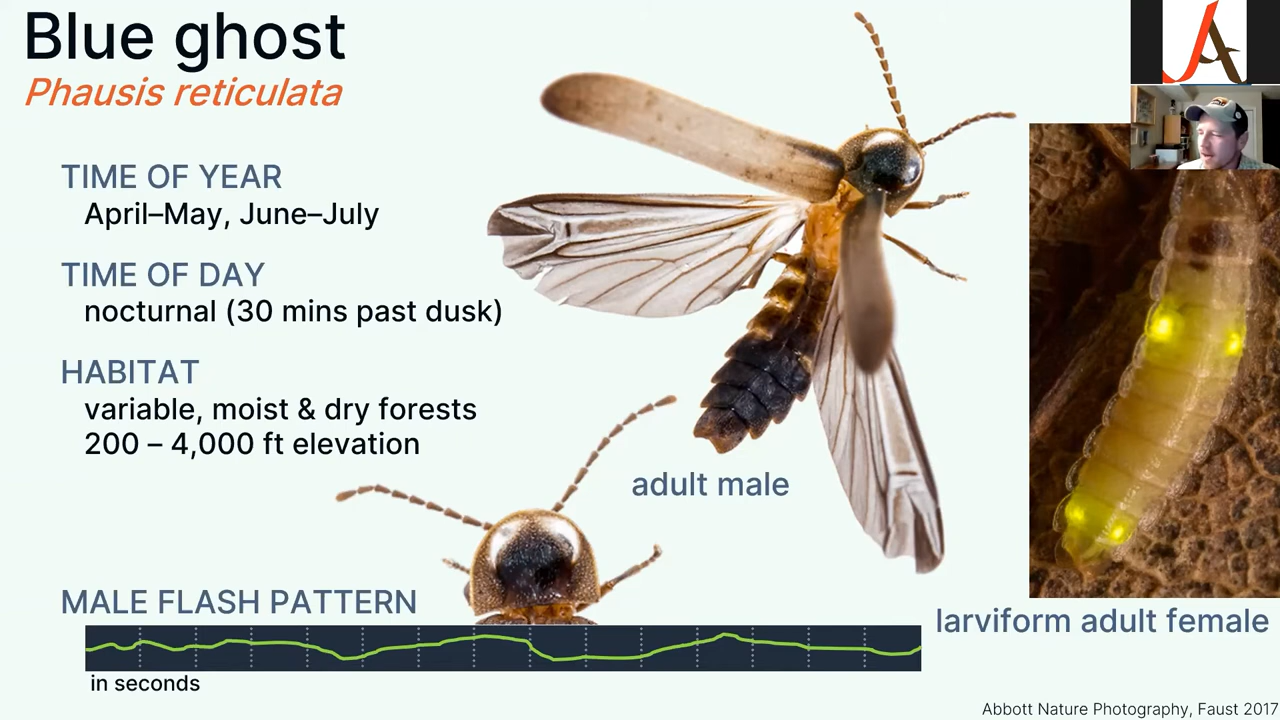 Blue ghost
Phausis reticulata
TIME OF YEAR
April–May, June–July
TIME OF DAY
nocturnal (30 mins past dusk)
HABITAT
variable, moist & dry forests
200 – 4,000 ft elevation
adult male
MALE FLASH PATTERN
in seconds
larviform adult female
Abbott Nature Photography, Faust 2017